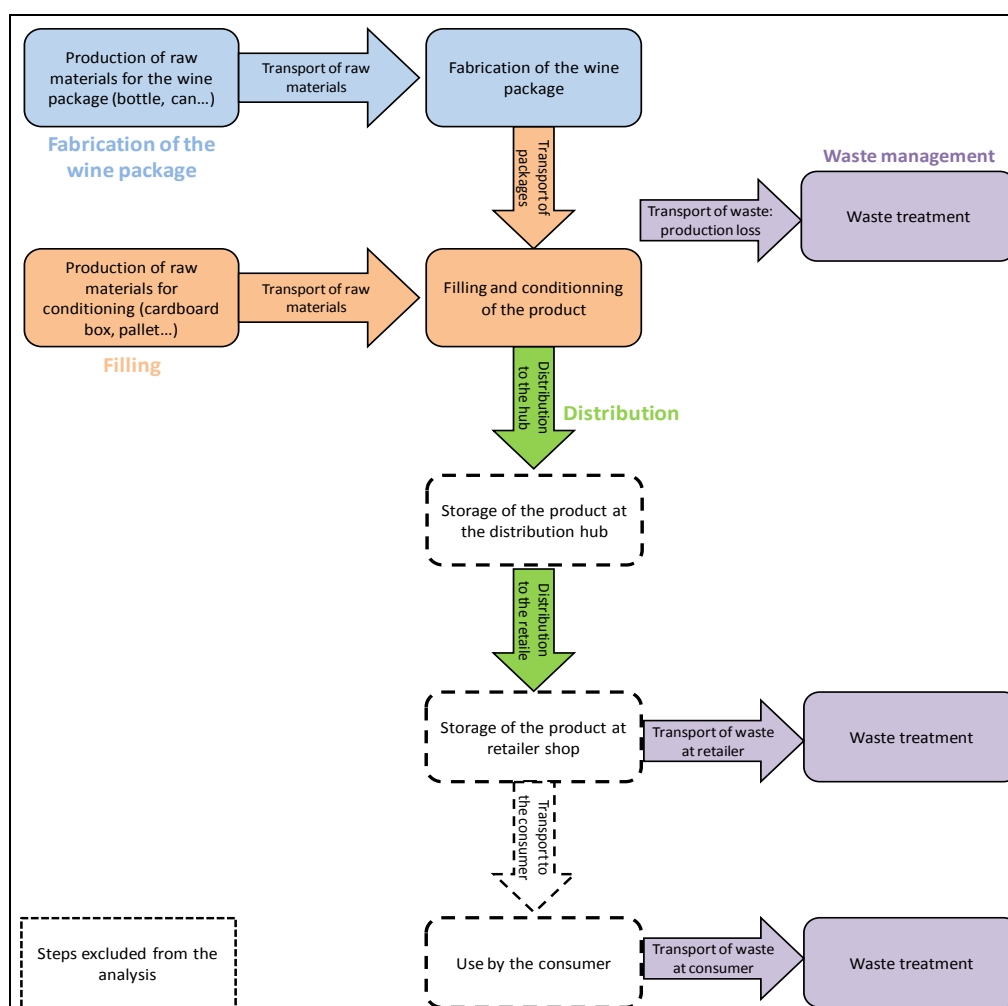 Production of raw
materials for the wine
package (bottle, can…)
Transport of raw
materials
Fabrication of the wine
package
Fabrication of the
wine package
Transport of
packages
Waste management
Transport of waste:
production loss
Waste treatment
Production of raw
materials for
conditioning (cardboard
box, pallet…)
Transport of raw
materials
Filling and conditionning
of the product
Filling
Distribution
to the hub
Distribution
Storage of the product at
the distribution hub
Distribution
to the retaile
Storage of the product at
retailer shop
Transport of waste
at retailer
Waste treatment
Transport to
the consumer
Steps excluded from the
analysis
Use by the consumer
Transport of waste
at consumer
Waste treatment